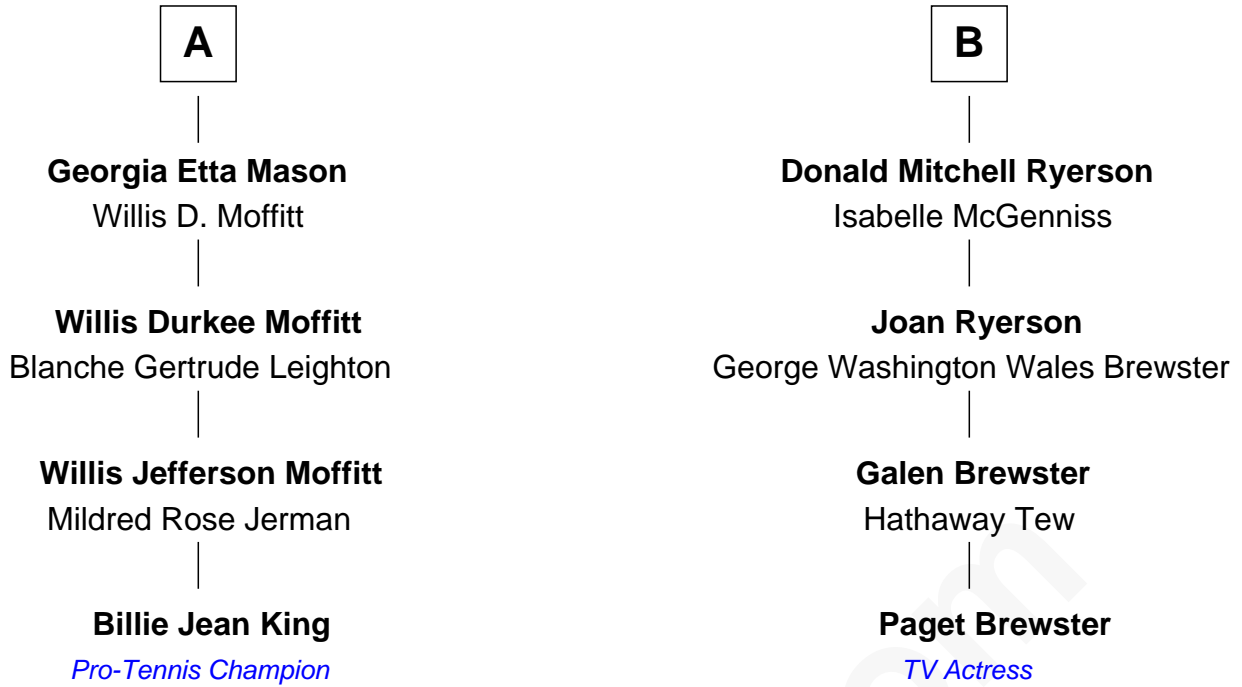 A
Georgia Etta Mason
Willis D. Moffitt
Willis Durkee Moffitt
Blanche Gertrude Leighton
Willis Jefferson Moffitt
Mildred Rose Jerman
Billie Jean King
Pro-Tennis Champion
B
Donald Mitchell Ryerson
Isabelle McGenniss
Joan Ryerson
George Washington Wales Brewster
Galen Brewster
Hathaway Tew
Paget Brewster
TV Actress